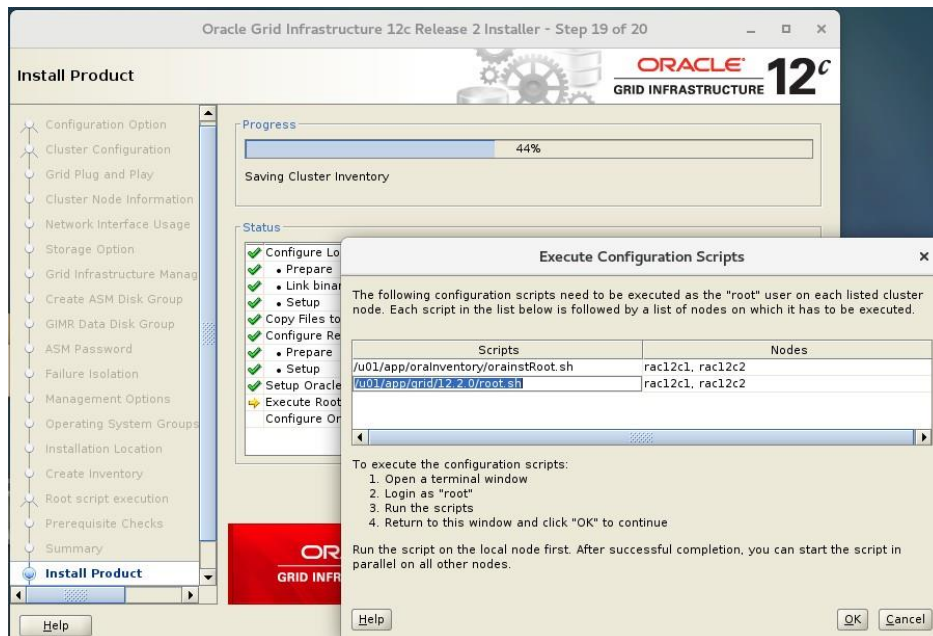 Oracle Grid Infrastructure 12c Release 2 Installer - Step 19 of 20
Install Product
ORACLE
GRID INFRASTRUCTURE
12c
Configuration Option
Cluster Configuration
Grid Plug and Play
Cluster Node Information
Network Interface Usage
Storage Option
Grid Infrastructure Manag
Create ASM Disk Group
GIMR Data Disk Group
ASM Password
Failure Isolation
Management Options
Operating System Groups
Installation Location
Create Inventory
Root script execution
Prerequisite Checks
Summary
Install Product
Help
Progress
44%
Saving Cluster Inventory
Status
Configure Lo
• Prepare
• Link binar
• Setup
Copy Files to
Configure Re
• Prepare
• Setup
Setup Oracle
Execute Root
Configure Or
OR
GRID INFR
Execute Configuration Scripts
The following configuration scripts need to be executed as the "root" user on each listed cluster
node. Each script in the list below is followed by a list of nodes on which it has to be executed.
Scripts Nodes
/u01/app/oraInventory/orainstRoot.sh rac12c1, rac12c2
/u01/app/grid/12.2.0/root.sh rac12c1, rac12c2
To execute the configuration scripts:
1. Open a terminal window
2. Login as "root"
3. Run the scripts
4. Return to this window and click "OK" to continue
Run the script on the local node first. After successful completion, you can start the script in
parallel on all other nodes.
Help OK Cancel